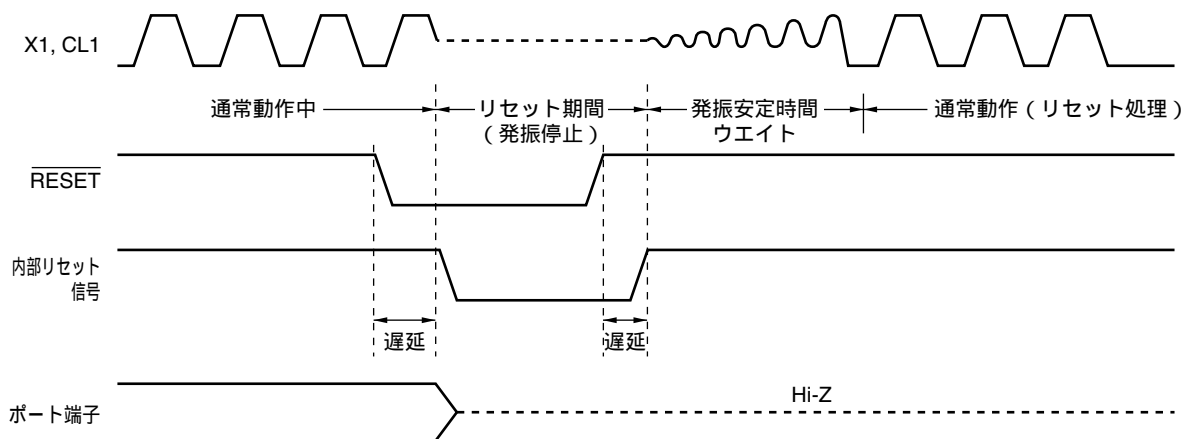 X1, CL1
通常動作中
リセット期間
(発振停止)
発振安定時間
ウエイト
通常動作(リセット処理)
RESET
内部リセット
信号
遅延
遅延
ポート端子
Hi-Z